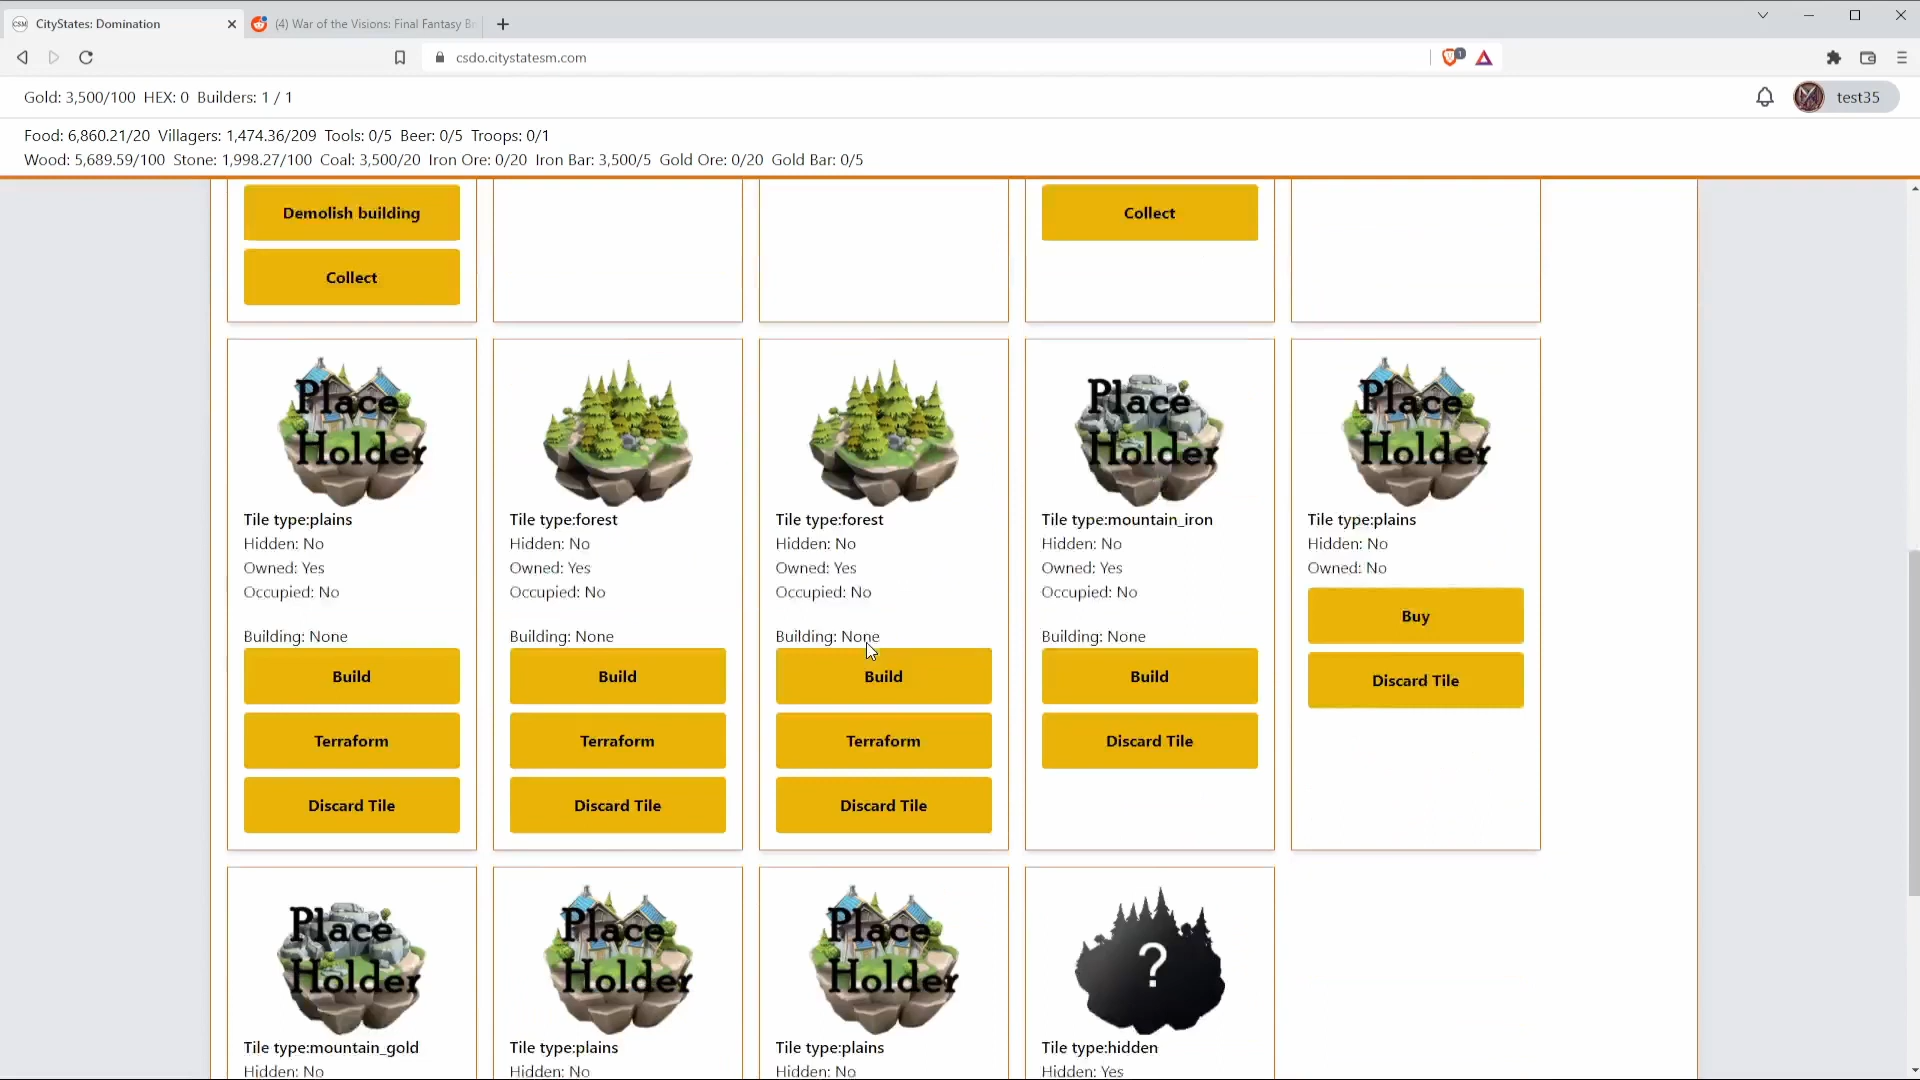 CityStates: Domination
(4) War of the Visions: Final Fantasy Br
csdo.citystatesm.com
1
Gold: 3,500/100 HEX: 0 Builders: 1 / 1
test35
Food: 6,860.21/20 Villagers: 1,474.36/209 Tools: 0/5 Beer: 0/5 Troops: 0/1
Wood: 5,689.59/100 Stone: 1,998.27/100 Coal: 3,500/20 Iron Ore: 0/20 Iron Bar: 3,500/5 Gold Ore: 0/20 Gold Bar: 0/5
Demolish building
Collect
Collect
Place Holder
Tile type:plains
Hidden: No
Owned: Yes
Occupied: No
Building: None
Build
Terraform
Discard Tile
Tile type:forest
Hidden: No
Owned: Yes
Occupied: No
Building: None
Build
Terraform
Discard Tile
Tile type:forest
Hidden: No
Owned: Yes
Occupied: No
Building: None
Build
Terraform
Discard Tile
Place
Holder
Tile type:mountain_iron
Hidden: No
Owned: Yes
Occupied: No
Building: None
Build
Discard Tile
Place
Holder
Tile type:plains
Hidden: No
Owned: No
Buy
Discard Tile
Place
Holder
Tile type:mountain_gold
Hidden: No
Place
Holder
Tile type:plains
Hidden: No
Place
Holder
Tile type:plains
Hidden: No
?
Tile type:hidden
Hidden: Yes